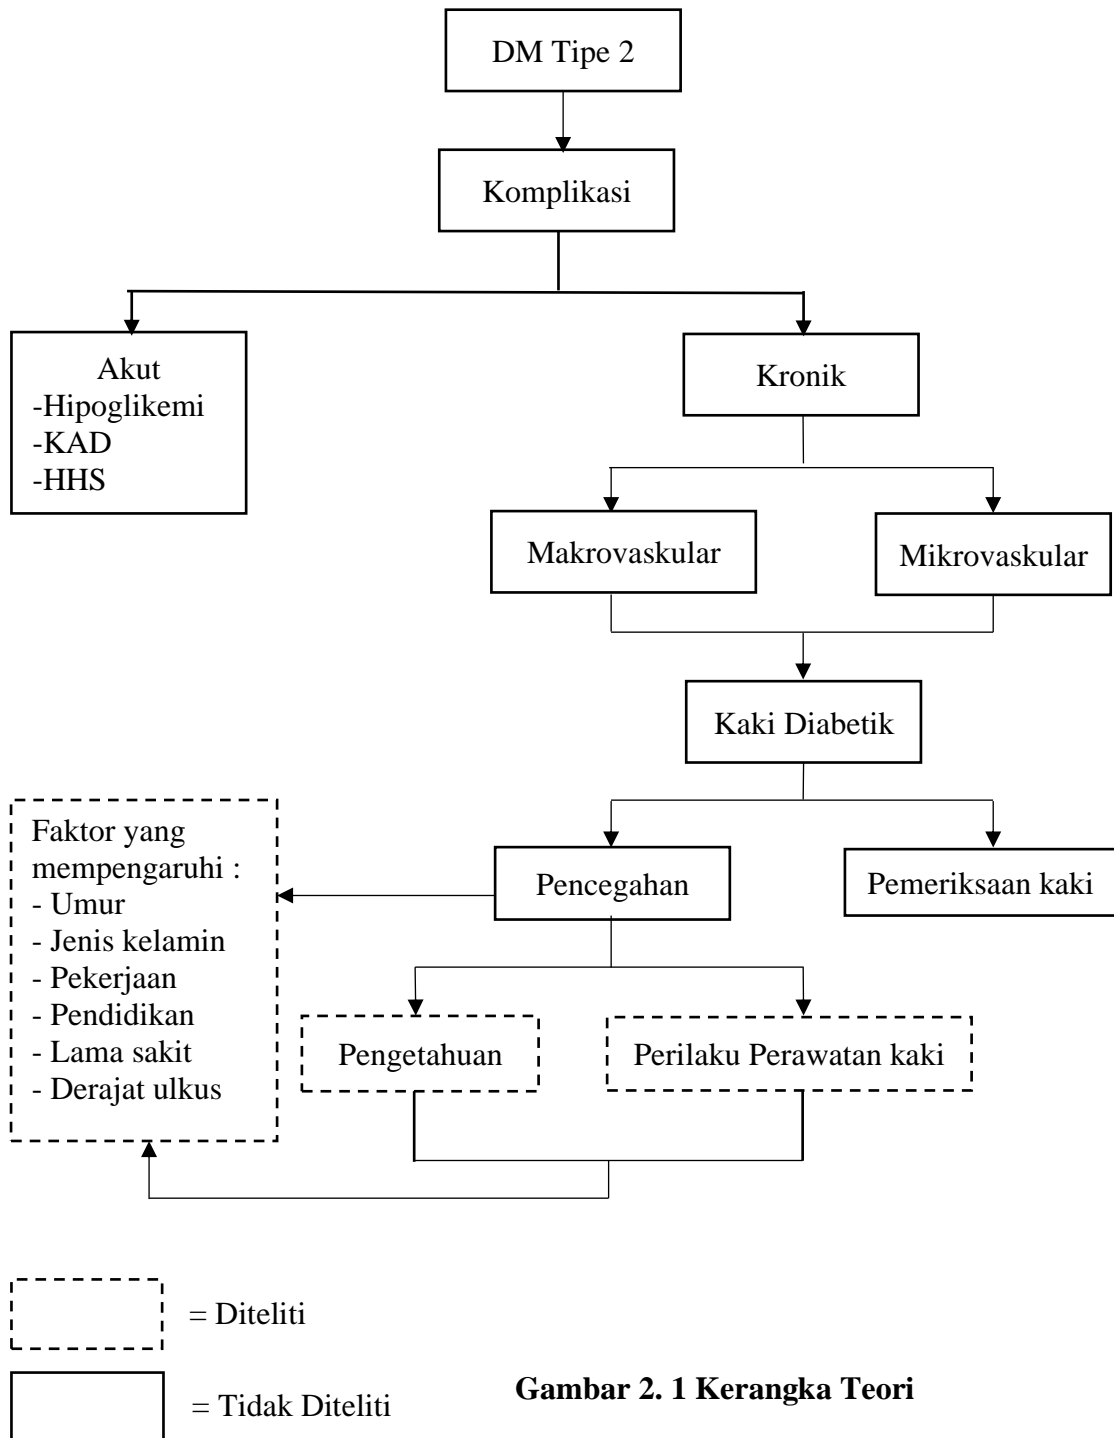 DM Tipe 2
Komplikasi
Akut
-Hipoglikemi
-KAD
-HHS
Kronik
Makrovaskular
Mikrovaskular
Kaki Diabetik
Faktor yang
mempengaruhi :
- Umur
- Jenis kelamin
- Pekerjaan
- Pendidikan
- Lama sakit
- Derajat ulkus
Pencegahan
Pemeriksaan kaki
Pengetahuan
Perilaku Perawatan kaki
= Diteliti
= Tidak Diteliti
Gambar 2. 1 Kerangka Teori